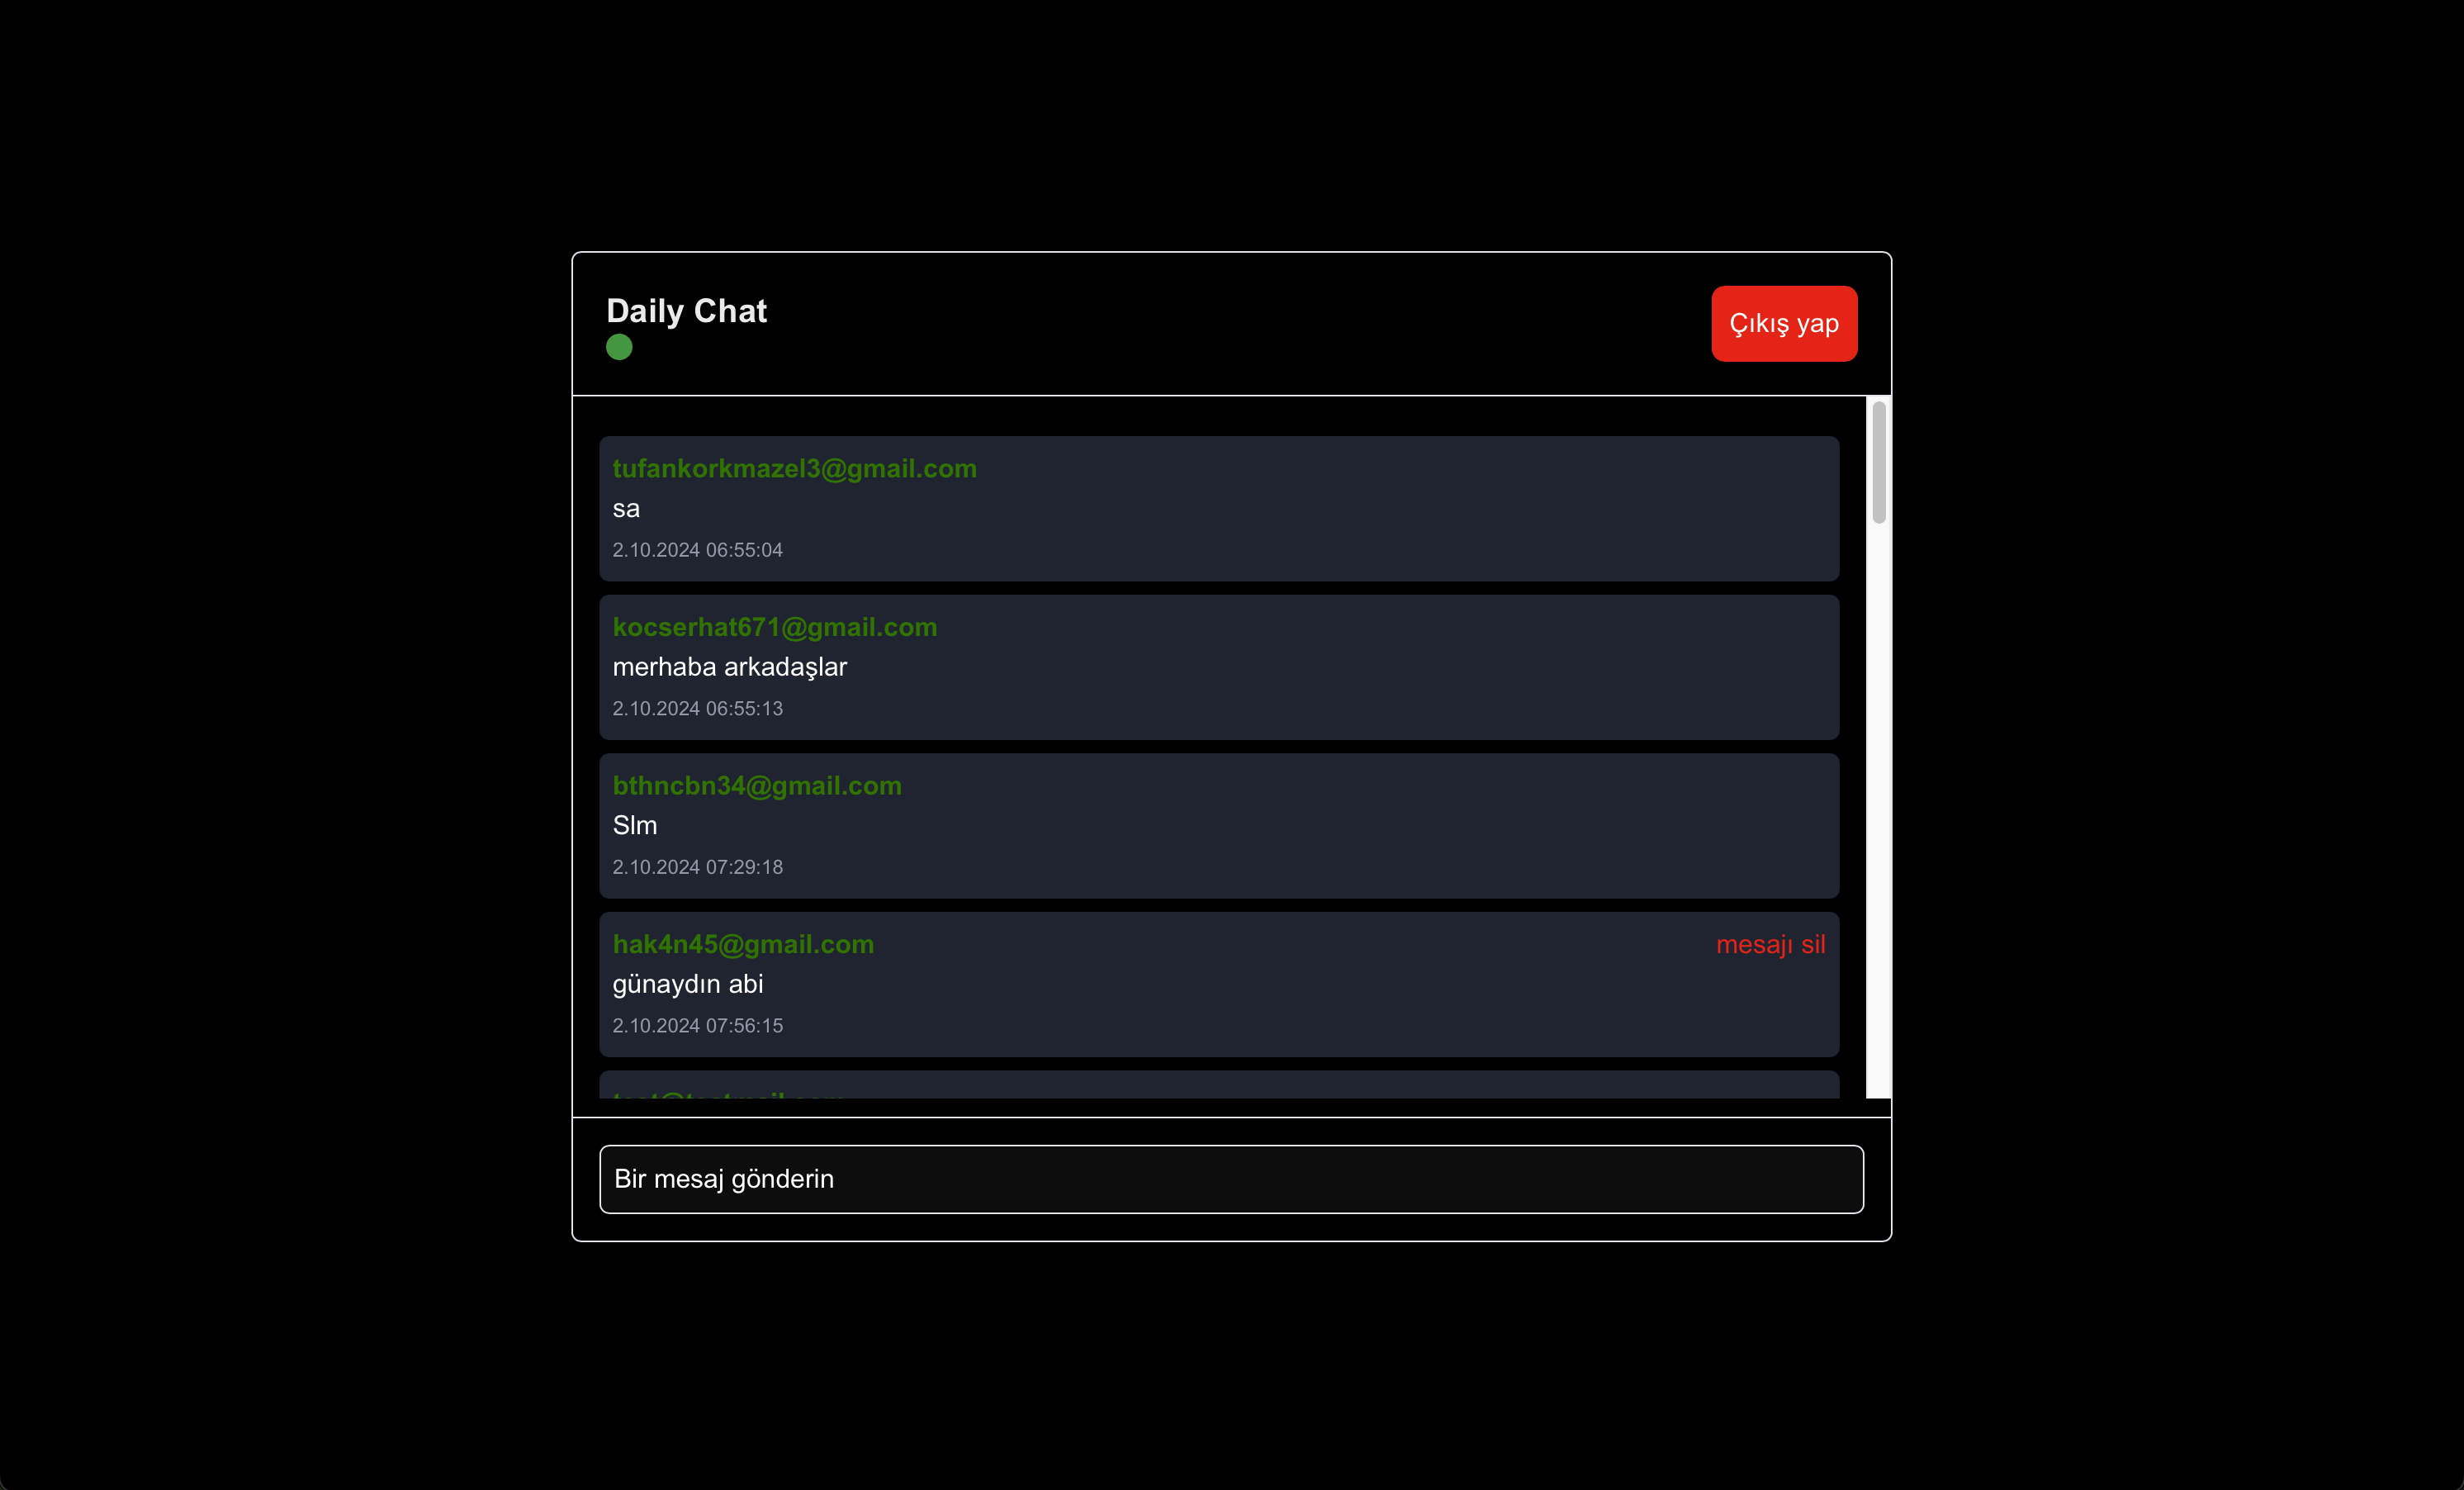 Daily Chat
Çıkış yap
tufankorkmazel3@gmail.com
sa
2.10.2024 06:55:04
kocserhat671@gmail.com
merhaba arkadaşlar
2.10.2024 06:55:13
bthncbn34@gmail.com
Slm
2.10.2024 07:29:18
hak4n45@gmail.com
mesajı sil
günaydın abi
2.10.2024 07:56:15
Bir mesaj gönderin